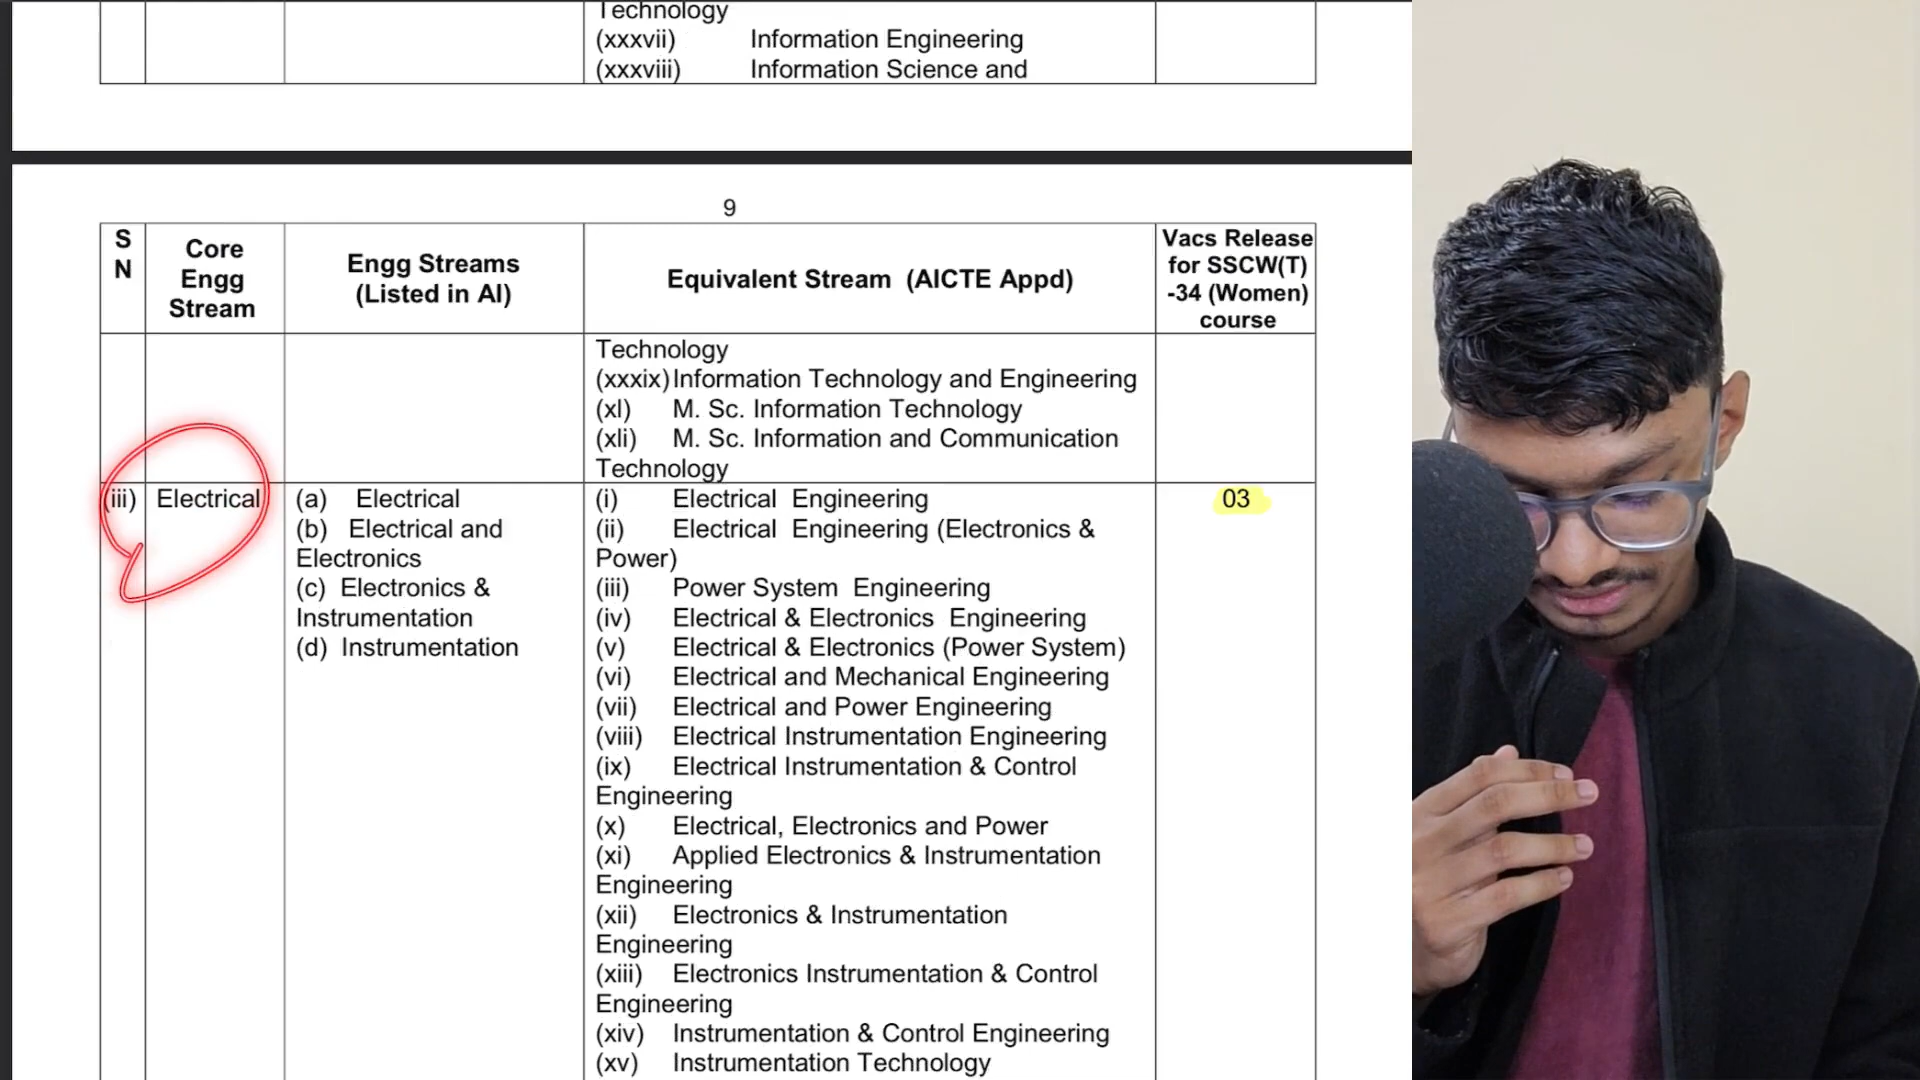 Technology
(xxxvii) Information Engineering
(xxxviii) Information Science and
9
S N
Core Engg Stream
Engg Streams (Listed in AI)
Equivalent Stream (AICTE Appd)
Vacs Release for SSCW(T) -34 (Women) course
Technology
(xxxix) Information Technology and Engineering
(xl) M. Sc. Information Technology
(xli) M. Sc. Information and Communication
Technology
(iii) Electrical
(a) Electrical
(b) Electrical and
Electronics
(c) Electronics &
Instrumentation
(d) Instrumentation
(i) Electrical Engineering
(ii) Electrical Engineering (Electronics &
Power)
(iii) Power System Engineering
(iv) Electrical & Electronics Engineering
(v) Electrical & Electronics (Power System)
(vi) Electrical and Mechanical Engineering
(vii) Electrical and Power Engineering
(viii) Electrical Instrumentation Engineering
(ix) Electrical Instrumentation & Control
Engineering
(x) Electrical, Electronics and Power
(xi) Applied Electronics & Instrumentation
Engineering
(xii) Electronics & Instrumentation
Engineering
(xiii) Electronics Instrumentation & Control
Engineering
(xiv) Instrumentation & Control Engineering
(xv) Instrumentation Technology
03